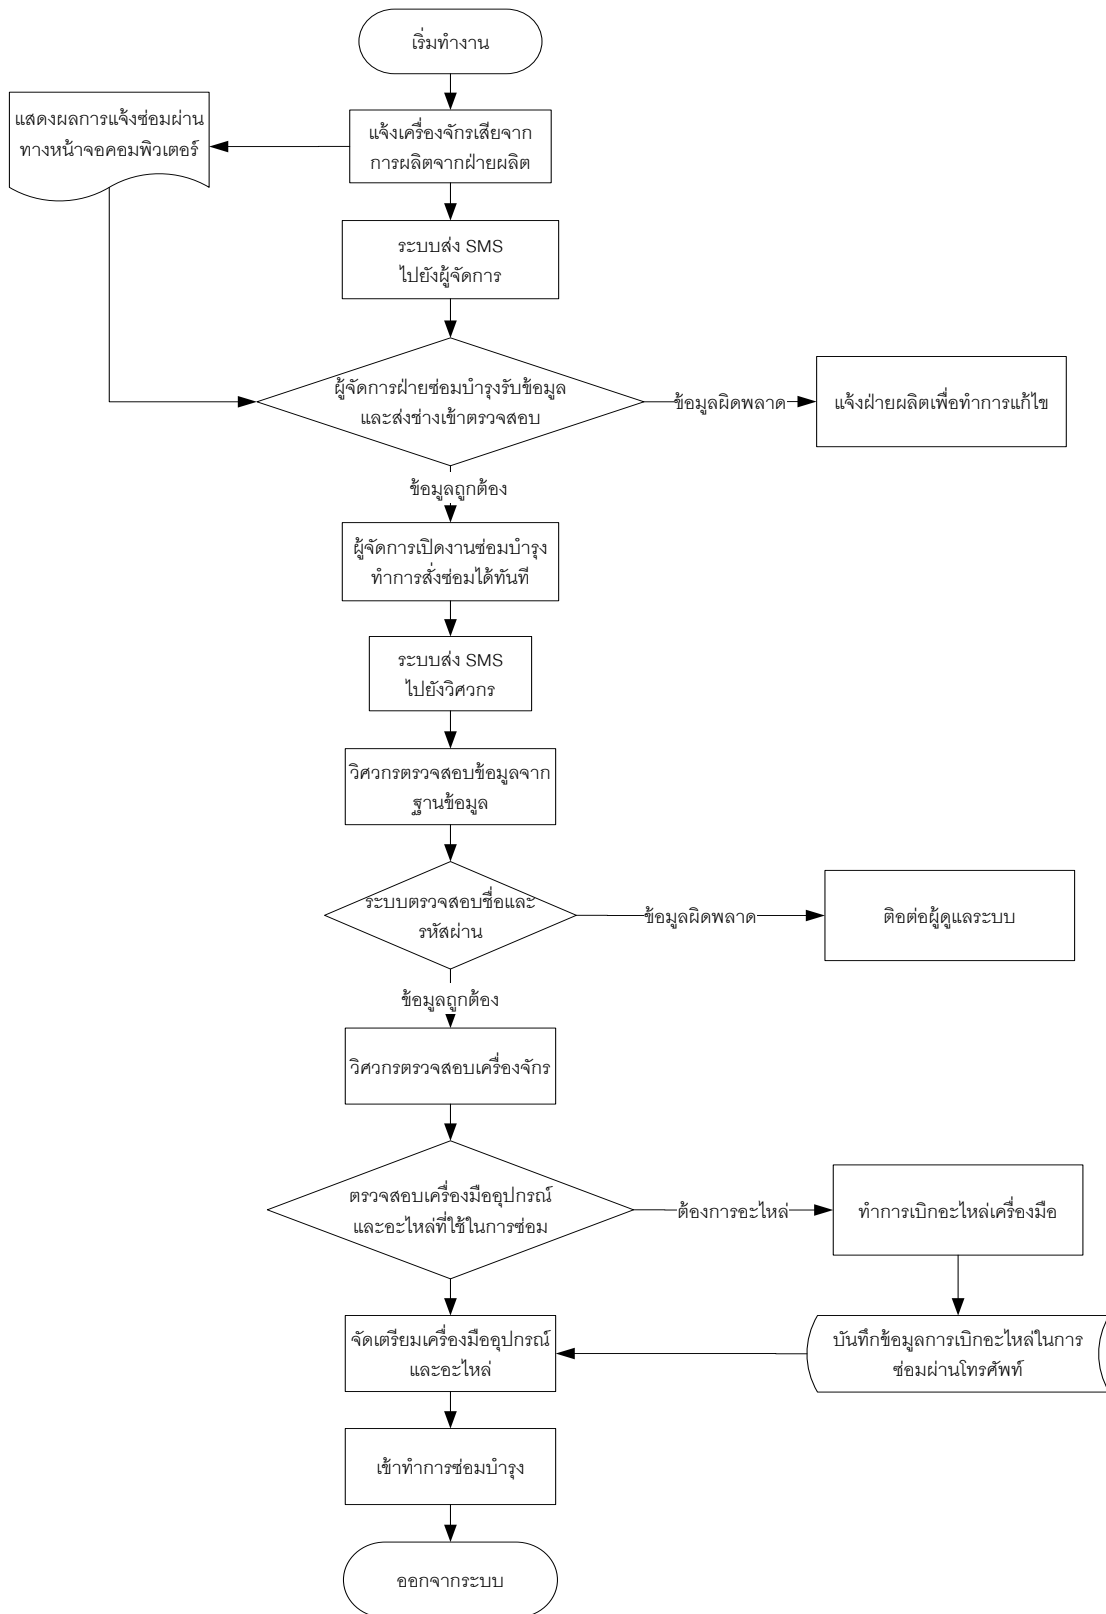 เริ่มทำงาน
แสดงผลการแจ้งซ่อมผ่าน
ทางหน้าจอคอมพิวเตอร์
แจ้งเครื่องจักรเสียจาก
การผลิตจากฝ่ายผลิต
ระบบส่ง SMS
ไปยังผู้จัดการ
ผู้จัดการฝ่ายซ่อมบำรุงรับข้อมูล
และส่งช่างเข้าตรวจสอบ
ข้อมูลผิดพลาด
แจ้งฝ่ายผลิตเพื่อทำการแก้ไข
ข้อมูลถูกต้อง
ผู้จัดการเปิดงานซ่อมบำรุง
ทำการสั่งซ่อมได้ทันที
ระบบส่ง SMS
ไปยังวิศวกร
วิศวกรตรวจสอบข้อมูลจาก
ฐานข้อมูล
ระบบตรวจสอบชื่อและ
รหัสผ่าน
ข้อมูลผิดพลาด
ติอต่อผู้ดูแลระบบ
ข้อมูลถูกต้อง
วิศวกรตรวจสอบเครื่องจักร
ตรวจสอบเครื่องมืออุปกรณ์
และอะไหล่ที่ใช้ในการซ่อม
ต้องการอะไหล่
ทำการเบิกอะไหล่เครื่องมือ
จัดเตรียมเครื่องมืออุปกรณ์
และอะไหล่
บันทึกข้อมูลการเบิกอะไหล่ในการ
ซ่อมผ่านโทรศัพท์
เข้าทำการซ่อมบำรุง
ออกจากระบบ